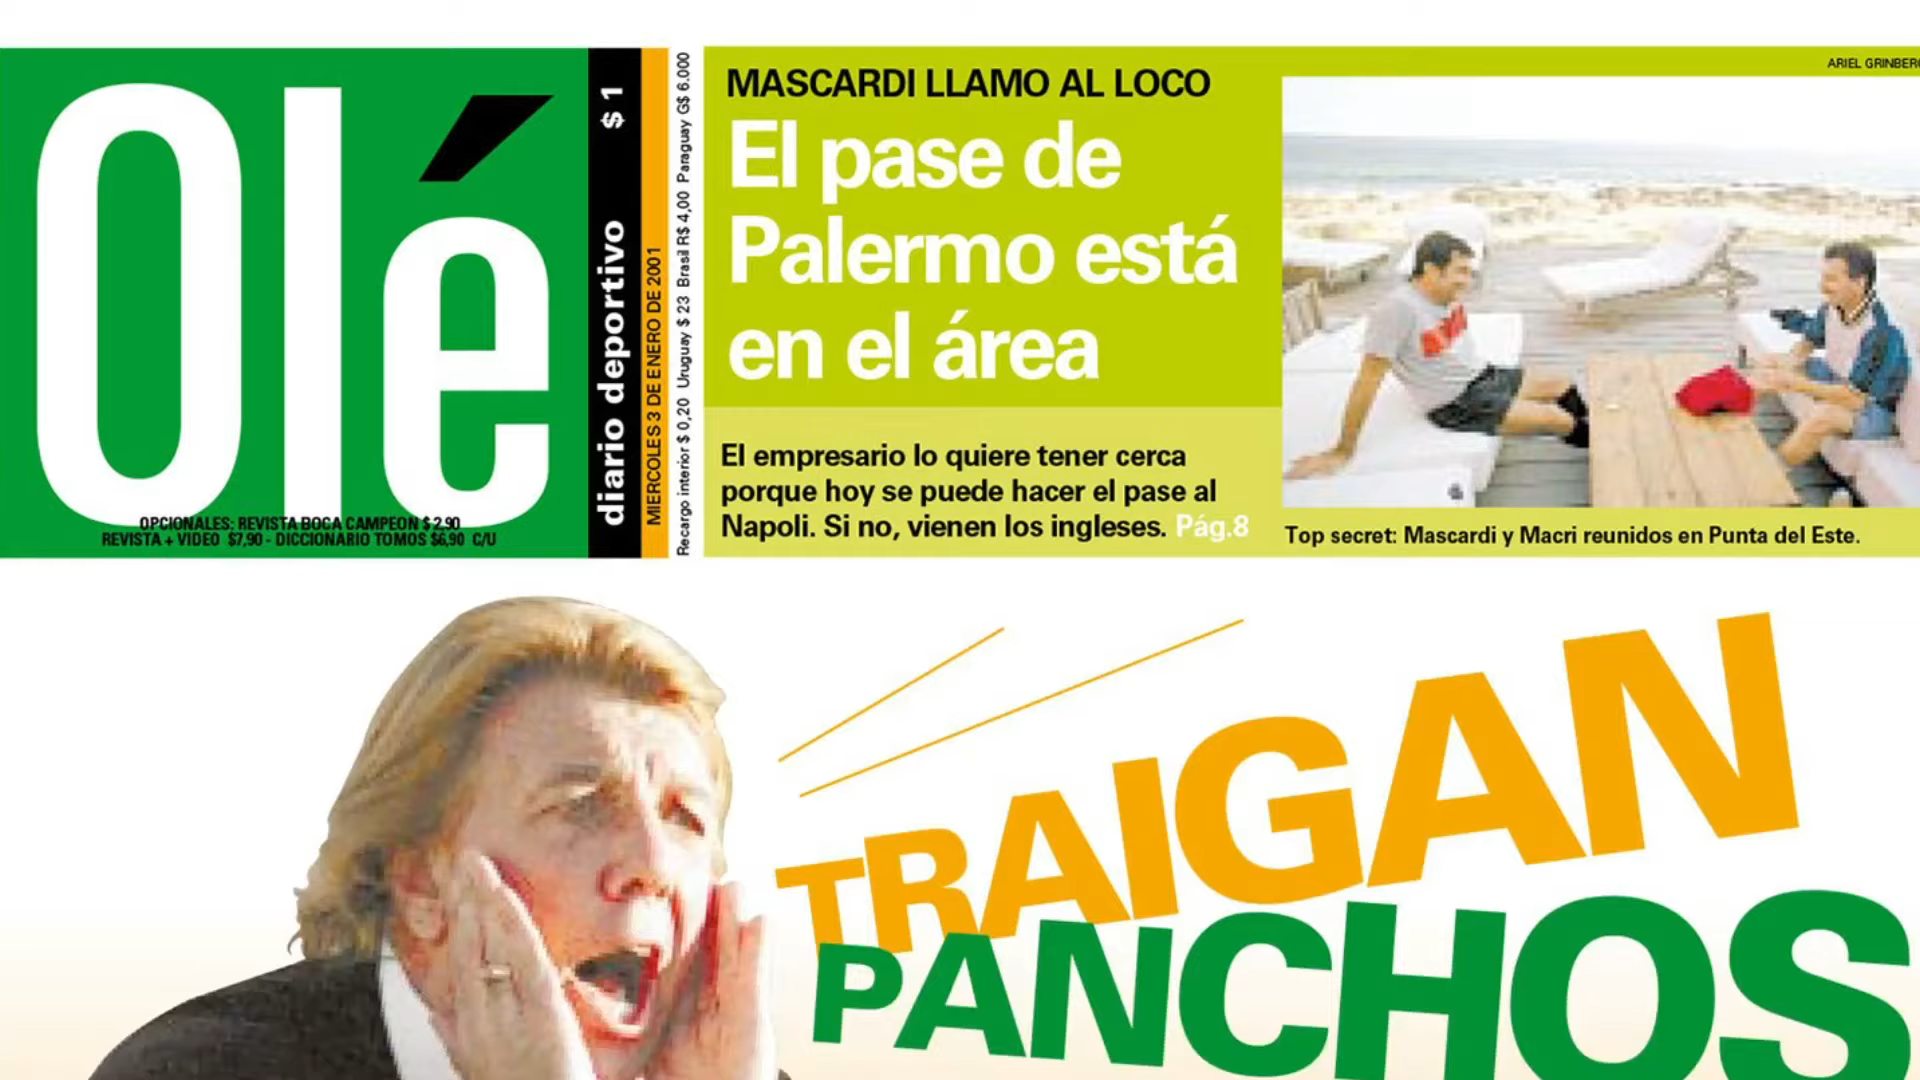 Olé
OPCIONALES: REVISTA BOCA CAMPEON $ 2,90
REVISTA + VIDEO $7,90 - DICCIONARIO TOMOS $6,90 C/U
diario deportivo $ 1
MIERCOLES 3 DE ENERO DE 2001
Recargo interior $ 0,20 Uruguay $ 23 Brasil R$ 4,00 Paraguay G$ 6.000
MASCARDI LLAMO AL LOCO
El pase de
Palermo está
en el área
El empresario lo quiere tener cerca
porque hoy se puede hacer el pase al
Napoli. Si no, vienen los ingleses. Pág.8
ARIEL GRINBERG
Top secret: Mascardi y Macri reunidos en Punta del Este.
TRAIGAN
PANCHOS